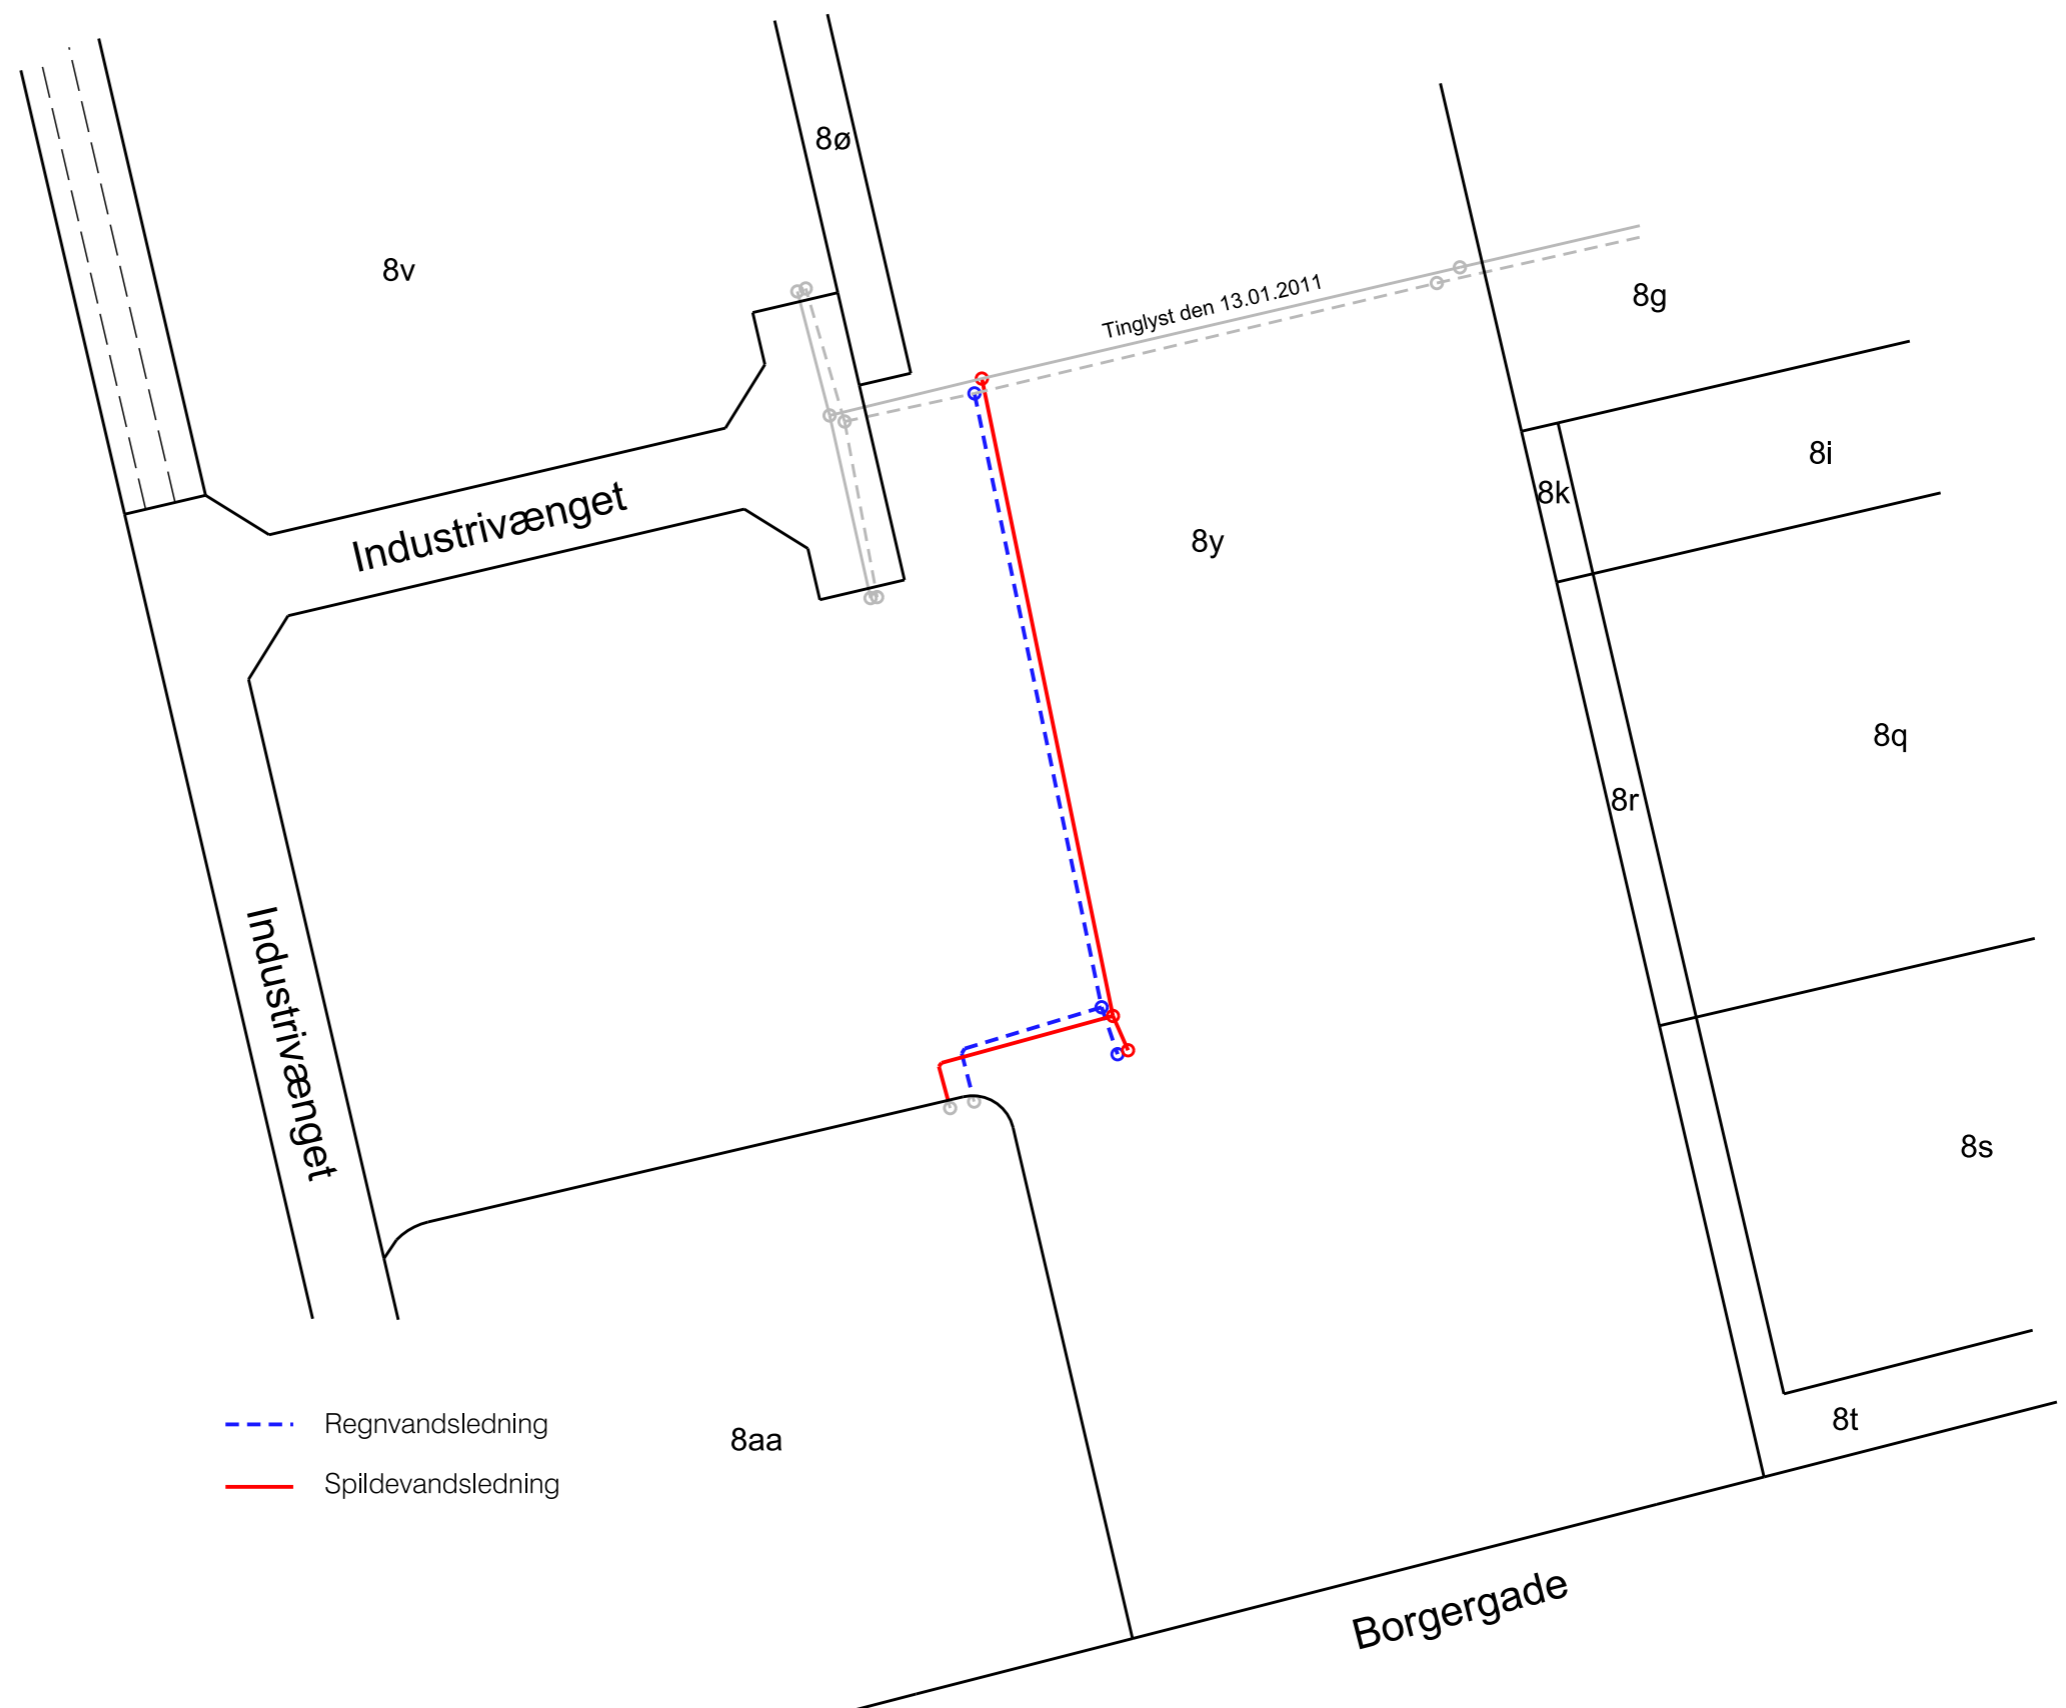 8ø
8v
Tinglyst den 13.01.2011
8g
8i
8k
Industrivænget
8y
8q
8r
Industrivænget
8s
8t
Regnvandsledning
8aa
Spildevandsledning
Borgergade